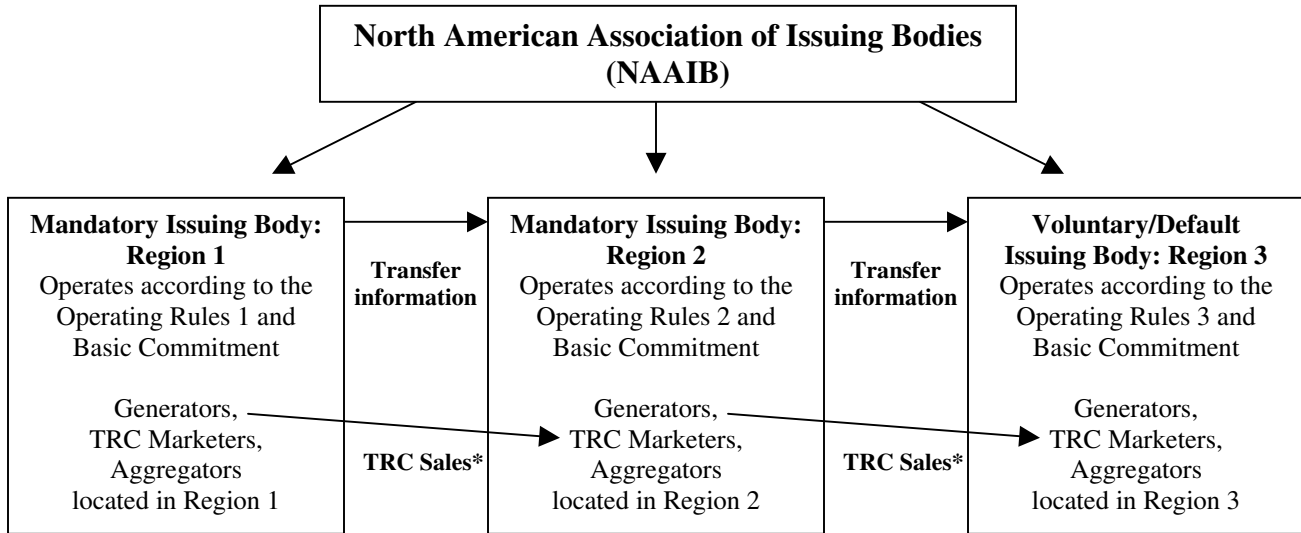 North American Association of Issuing Bodies
(NAAIB)
Mandatory Issuing Body:
Region 1
Operates according to the
Operating Rules 1 and
Basic Commitment
Generators,
TRC Marketers,
Aggregators
located in Region 1
Transfer
information
TRC Sales*
Mandatory Issuing Body:
Region 2
Operates according to the
Operating Rules 2 and
Basic Commitment
Generators,
TRC Marketers,
Aggregators
located in Region 2
Transfer
information
TRC Sales*
Voluntary/Default
Issuing Body: Region 3
Operates according to the
Operating Rules 3 and
Basic Commitment
Generators,
TRC Marketers,
Aggregators
located in Region 3